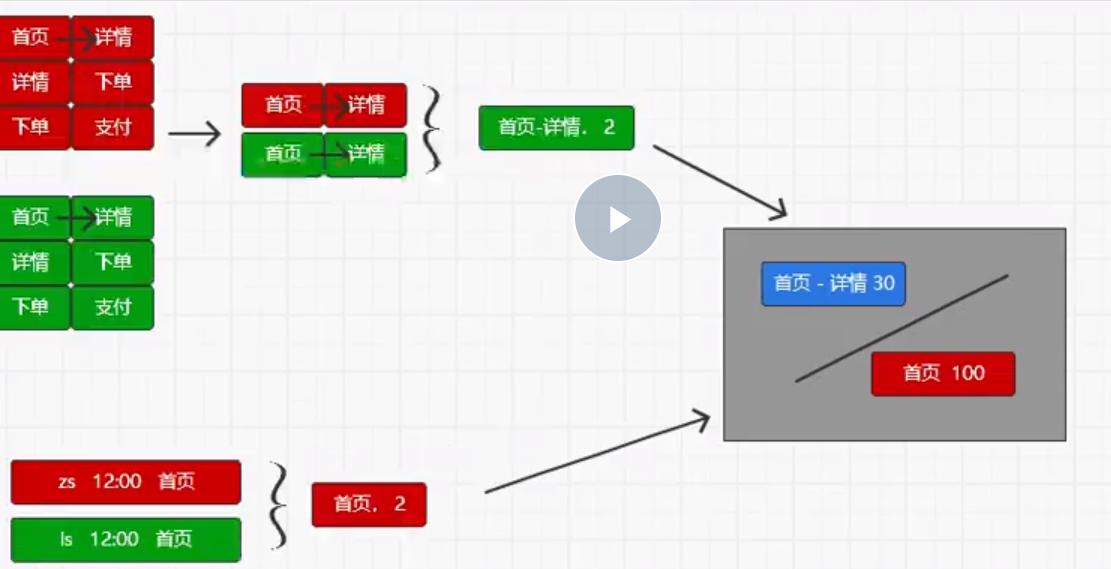 首页 详情
详情 下单
下单 支付
首页 详情
首页 详情
首页-详情. 2
首页 详情
详情 下单
下单 支付
首页 - 详情 30
首页 100
zs 12:00 首页
ls 12:00 首页
首页, 2